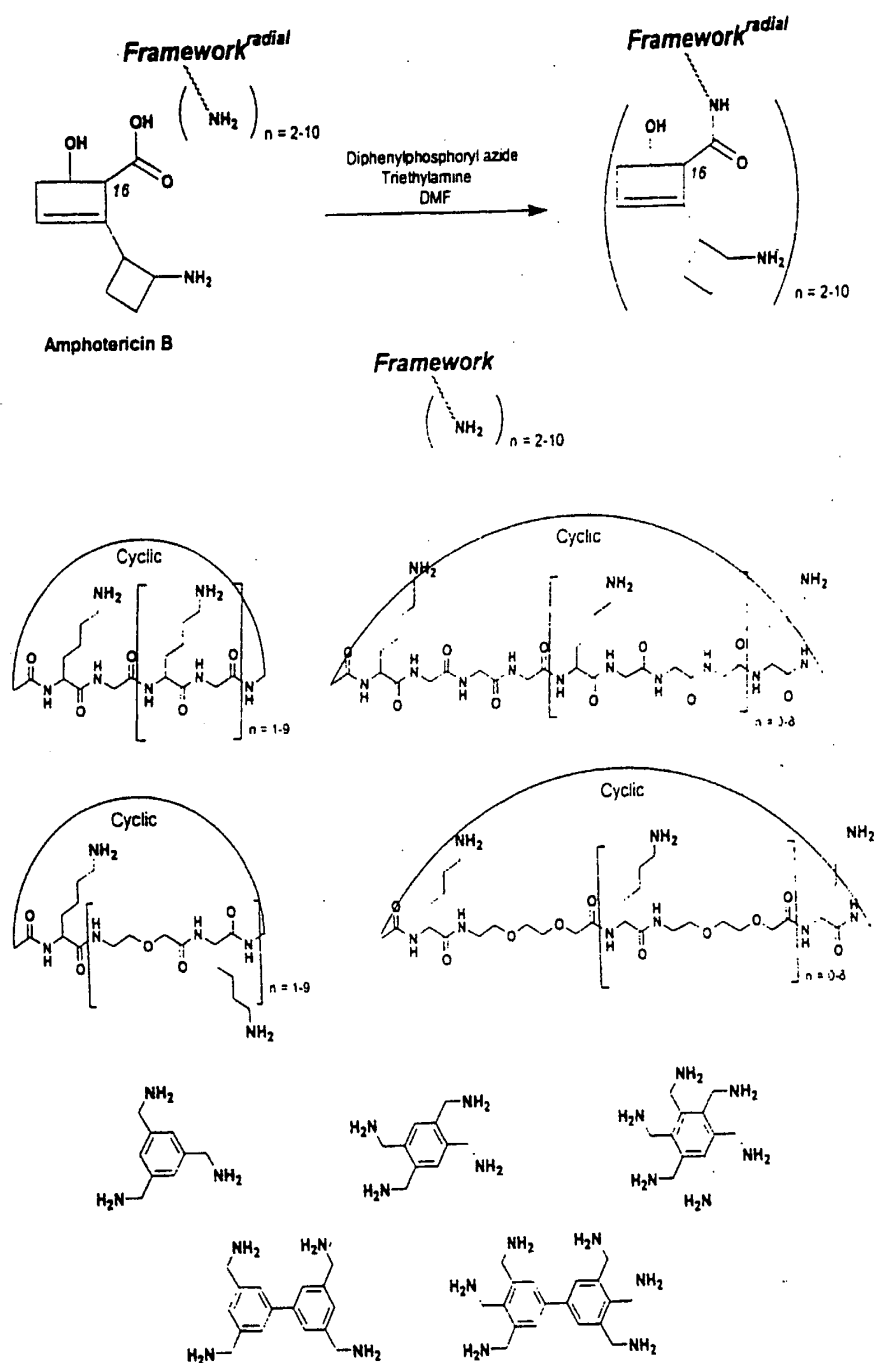 Framework^radial
Framework^radial
NH2
n = 2-10
OH
OH
O
16
NH2
Amphotericin B
Diphenylphosphoryl azide
Triethylamine
DMF
NH
OH
O
16
NH2
n = 2-10
Framework
NH2
n = 2-10
Cyclic
NH2
NH2
O
N
H
O
H
N
O
N
H
O
H
N
O
N
H
n = 1-9
Cyclic
NH2
NH2
NH2
O
N
H
O
H
N
O
N
H
O
H
N
O
N
H
O
H
N
O
N
H
O
H
N
O
N
H
O
H
N
Cyclic
NH2
O
N
H
O
H
N
O
O
H
N
O
N
H
n = 1-9
NH2
Cyclic
NH2
NH2
NH2
O
N
H
O
H
N
O
O
O
N
H
O
H
N
O
O
O
N
H
O
H
N
NH2
NH2
H2N
NH2
H2N
NH2
H2N
NH2
NH2
H2N
NH2
H2N
H2N
NH2
H2N
H2N
NH2
NH2
H2N
H2N
NH2
H2N
NH2